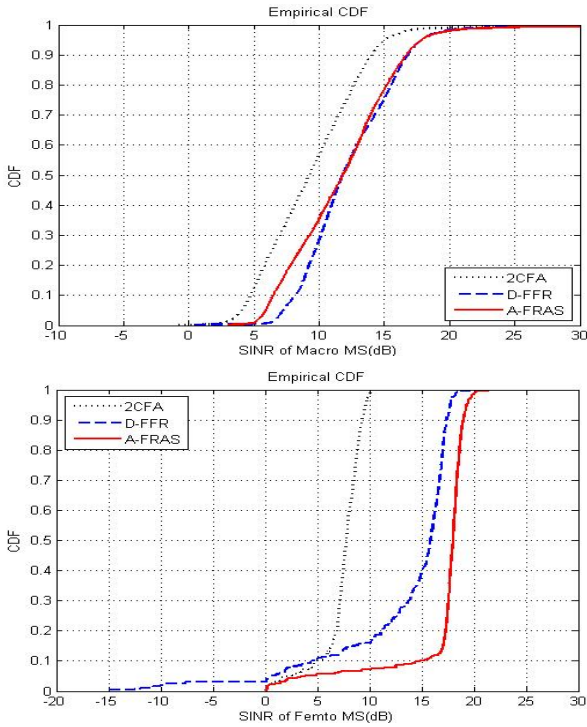 Empirical CDF
1
0.9
0.8
0.7
0.6
0.5
0.4
0.3
0.2
0.1
0
CDF
2CFA
D-FFR
A-FRAS
-10 -5 0 5 10 15 20 25 30
SINR of Macro MS(dB)
Empirical CDF
1
0.9
0.8
0.7
0.6
0.5
0.4
0.3
0.2
0.1
0
CDF
2CFA
D-FFR
A-FRAS
-20 -15 -10 -5 0 5 10 15 20 25 30
SINR of Femto MS(dB)